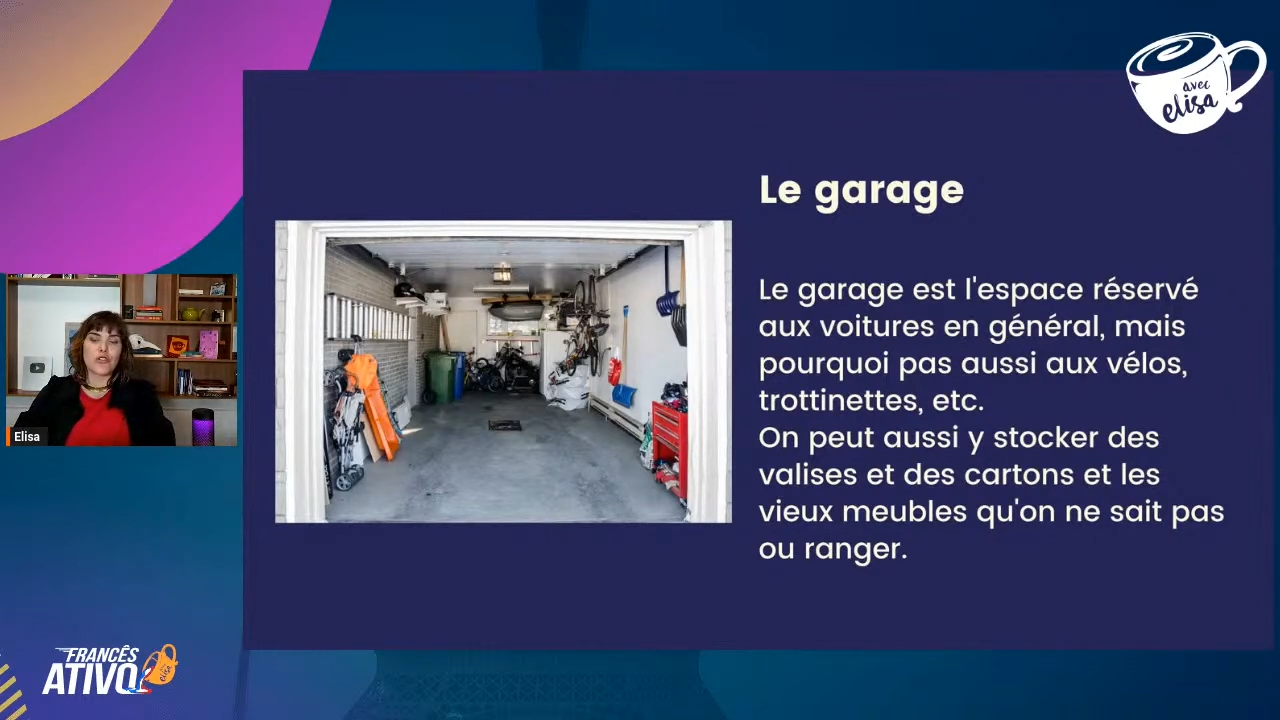 avec
elisa
Le garage
Le garage est l'espace réservé
aux voitures en général, mais
pourquoi pas aussi aux vélos,
trottinettes, etc.
On peut aussi y stocker des
valises et des cartons et les
vieux meubles qu'on ne sait pas
ou ranger.
Elisa
FRANCÊS
ATIVO